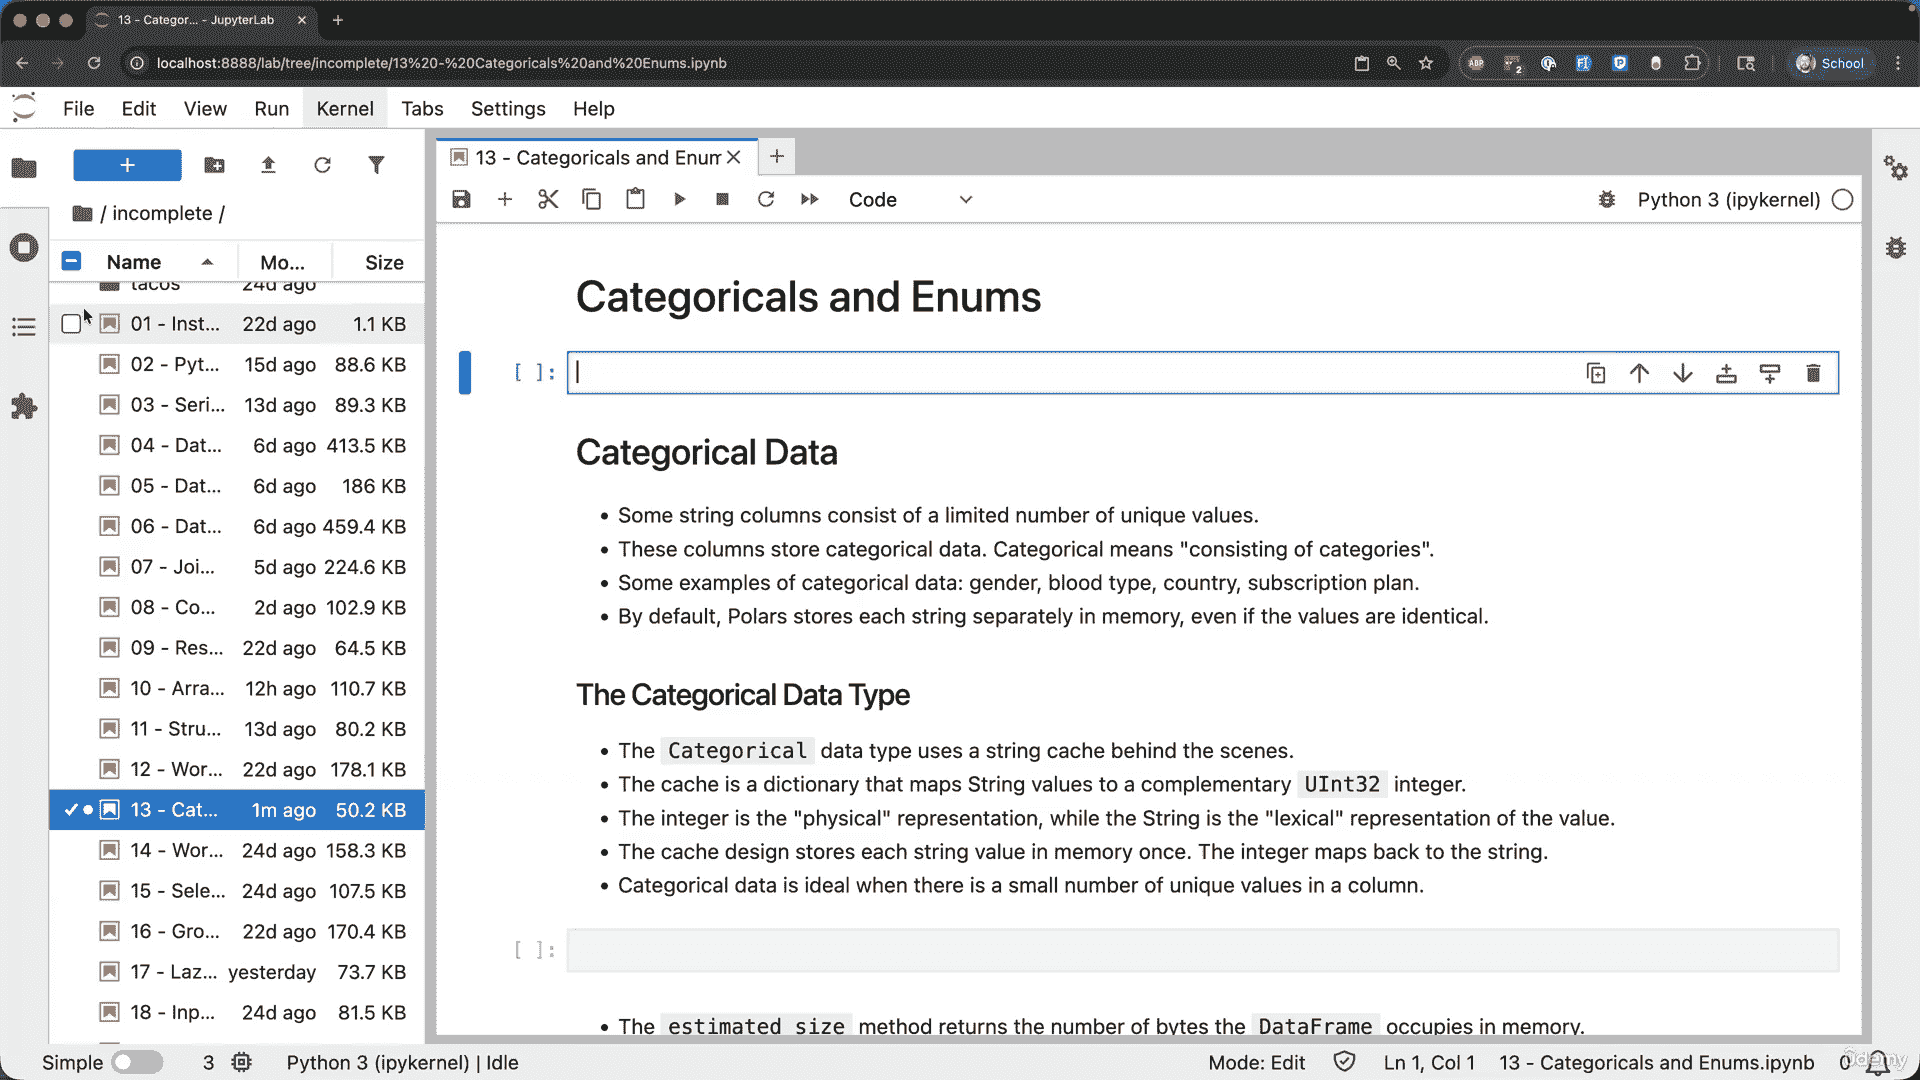 13 - Categor... - JupyterLab
localhost:8888/lab/tree/incomplete/13%20-%20Categoricals%20and%20Enums.ipynb
ABP
2
School
File Edit View Run Kernel Tabs Settings Help
13 - Categoricals and Enum
/ incomplete /
Code
Python 3 (ipykernel)
Name Mo... Size
tacos 24d ago
01 - Inst... 22d ago 1.1 KB
02 - Pyt... 15d ago 88.6 KB
03 - Seri... 13d ago 89.3 KB
04 - Dat... 6d ago 413.5 KB
05 - Dat... 6d ago 186 KB
06 - Dat... 6d ago 459.4 KB
07 - Joi... 5d ago 224.6 KB
08 - Co... 2d ago 102.9 KB
09 - Res... 22d ago 64.5 KB
10 - Arra... 12h ago 110.7 KB
11 - Stru... 13d ago 80.2 KB
12 - Wor... 22d ago 178.1 KB
13 - Cat... 1m ago 50.2 KB
14 - Wor... 24d ago 158.3 KB
15 - Sele... 24d ago 107.5 KB
16 - Gro... 22d ago 170.4 KB
17 - Laz... yesterday 73.7 KB
18 - Inp... 24d ago 81.5 KB
Categoricals and Enums
[ ]:
Categorical Data
• Some string columns consist of a limited number of unique values.
• These columns store categorical data. Categorical means "consisting of categories".
• Some examples of categorical data: gender, blood type, country, subscription plan.
• By default, Polars stores each string separately in memory, even if the values are identical.
The Categorical Data Type
• The Categorical data type uses a string cache behind the scenes.
• The cache is a dictionary that maps String values to a complementary UInt32 integer.
• The integer is the "physical" representation, while the String is the "lexical" representation of the value.
• The cache design stores each string value in memory once. The integer maps back to the string.
• Categorical data is ideal when there is a small number of unique values in a column.
[ ]:
• The estimated_size method returns the number of bytes the DataFrame occupies in memory.
Simple 3 Python 3 (ipykernel) | Idle
Mode: Edit Ln 1, Col 1 13 - Categoricals and Enums.ipynb 0
Udemy